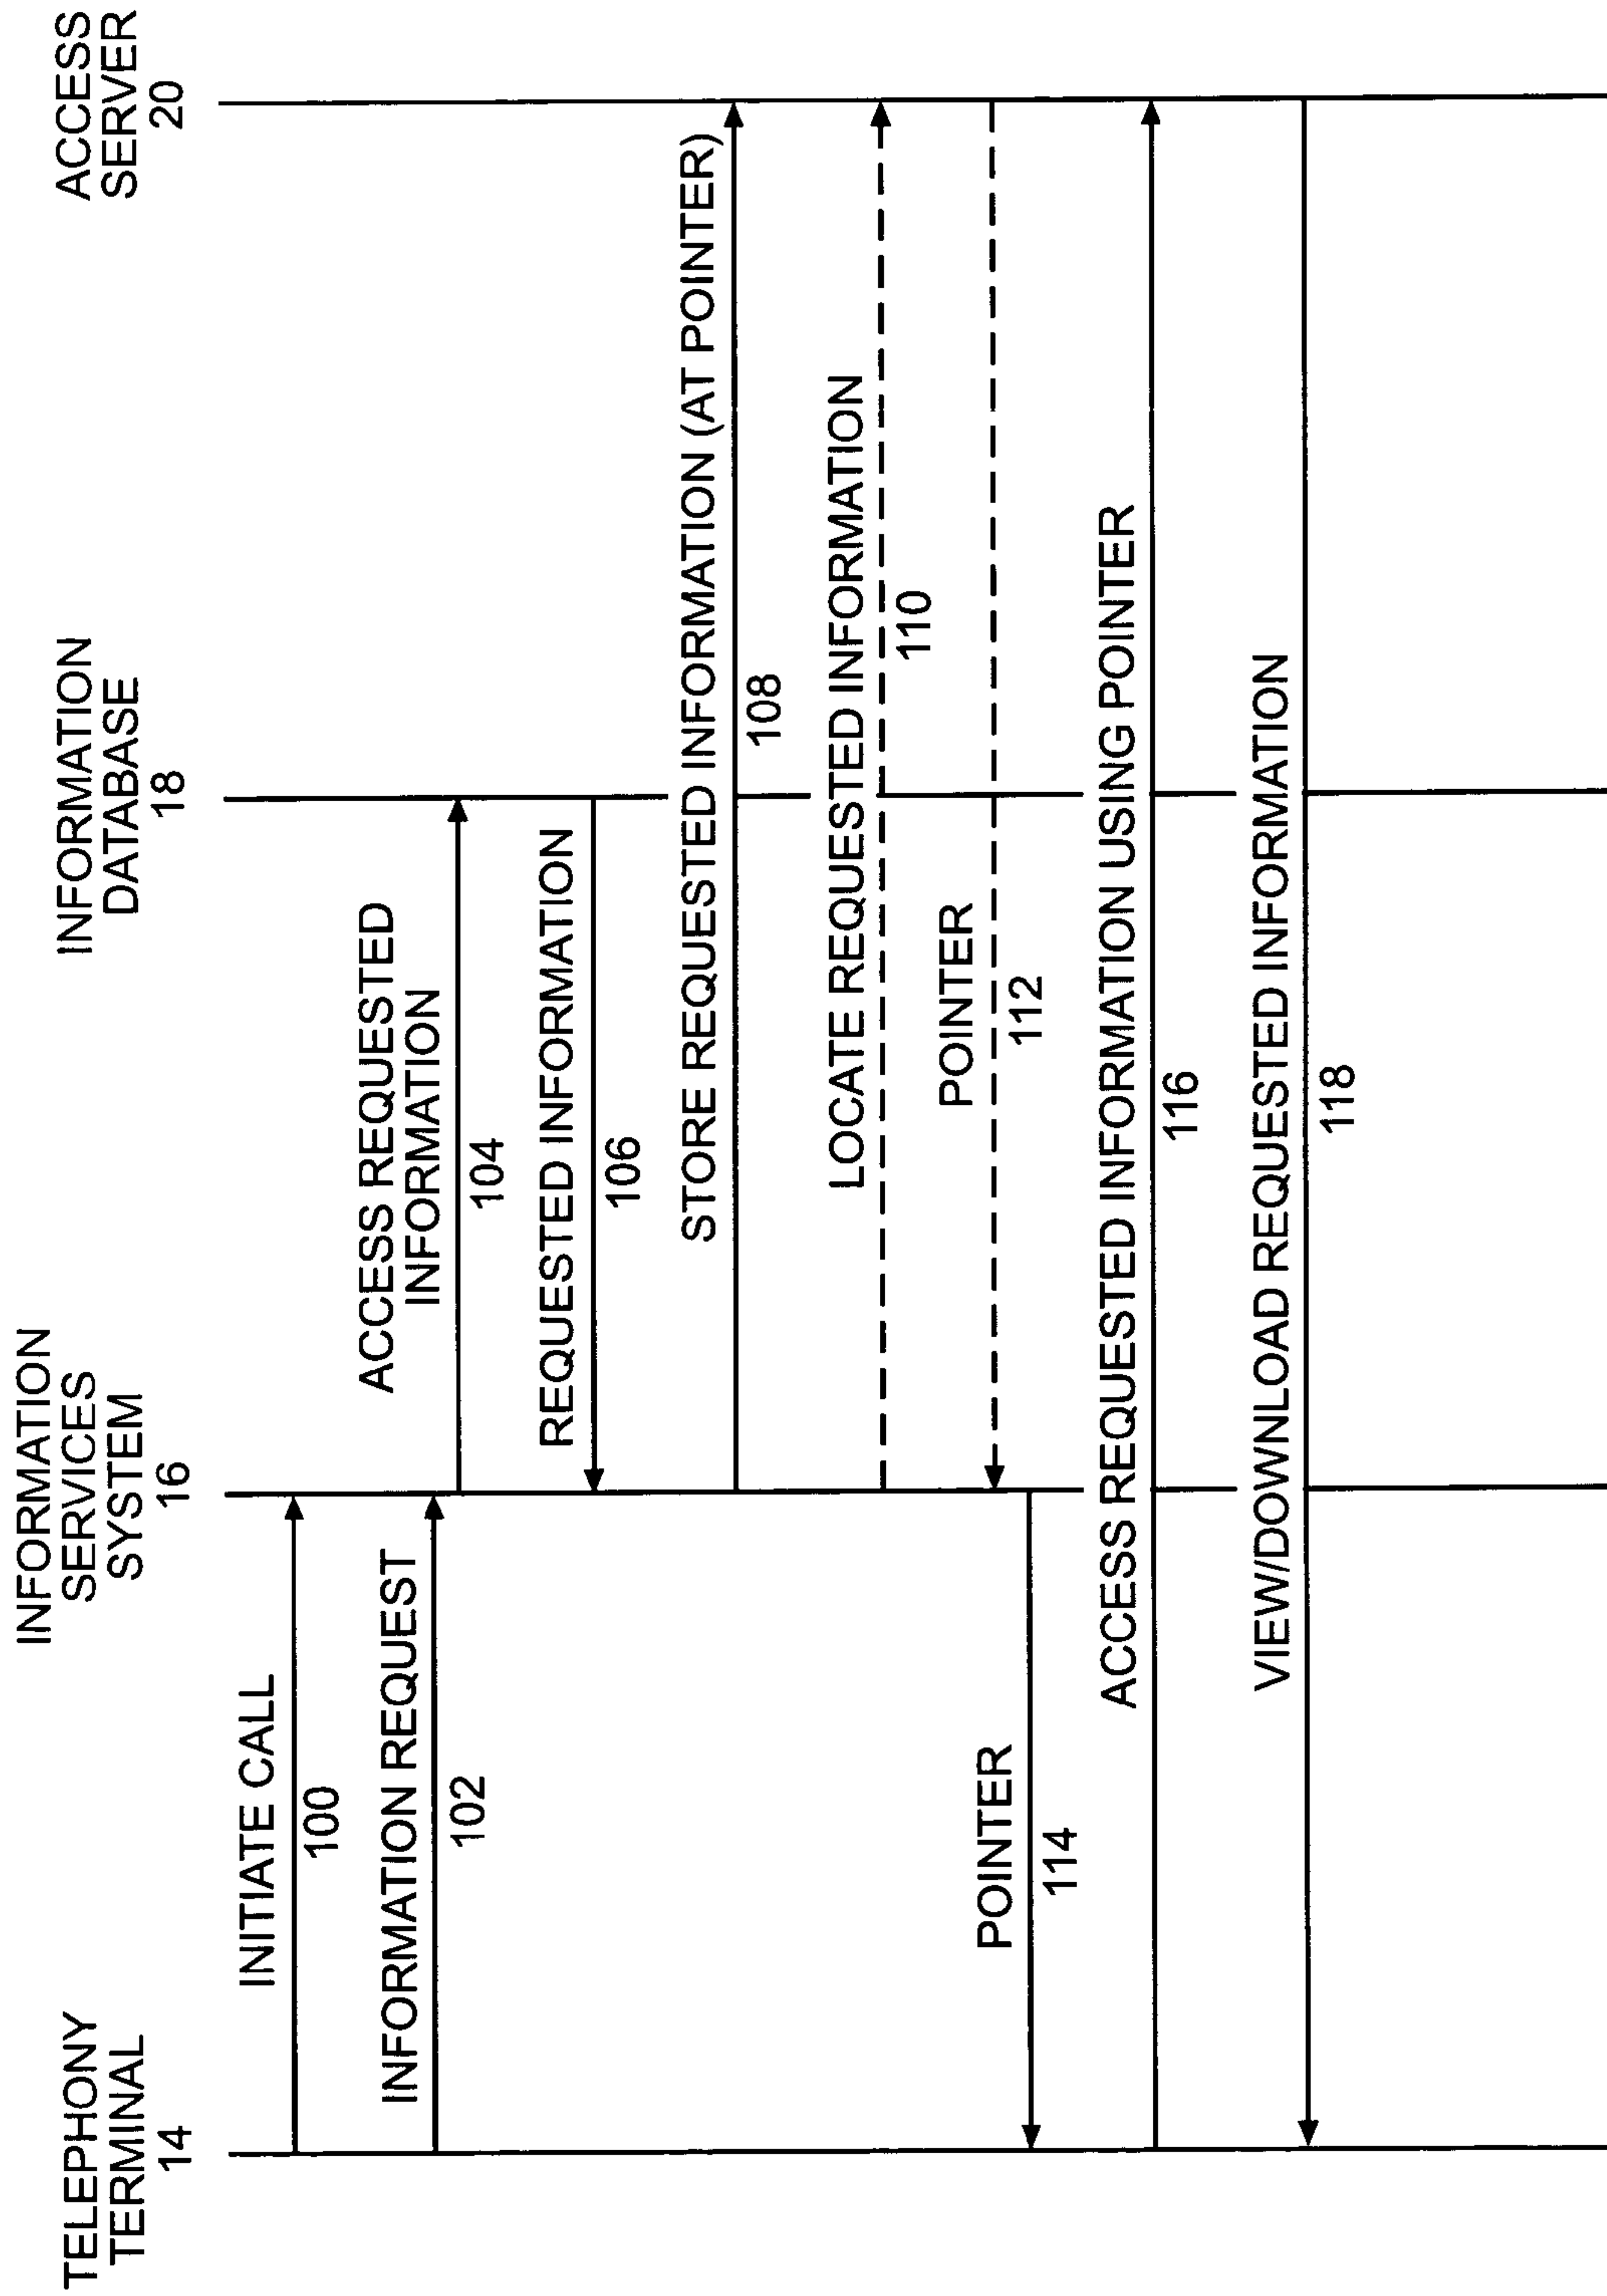 TELEPHONY
TERMINAL
14
INFORMATION
SERVICES
SYSTEM
16
INFORMATION
DATABASE
18
ACCESS
SERVER
20
INITIATE CALL
100
INFORMATION REQUEST
102
ACCESS REQUESTED
INFORMATION
104
REQUESTED INFORMATION
106
STORE REQUESTED INFORMATION (AT POINTER)
108
LOCATE REQUESTED INFORMATION
110
POINTER
112
POINTER
114
ACCESS REQUESTED INFORMATION USING POINTER
116
VIEW/DOWNLOAD REQUESTED INFORMATION
118